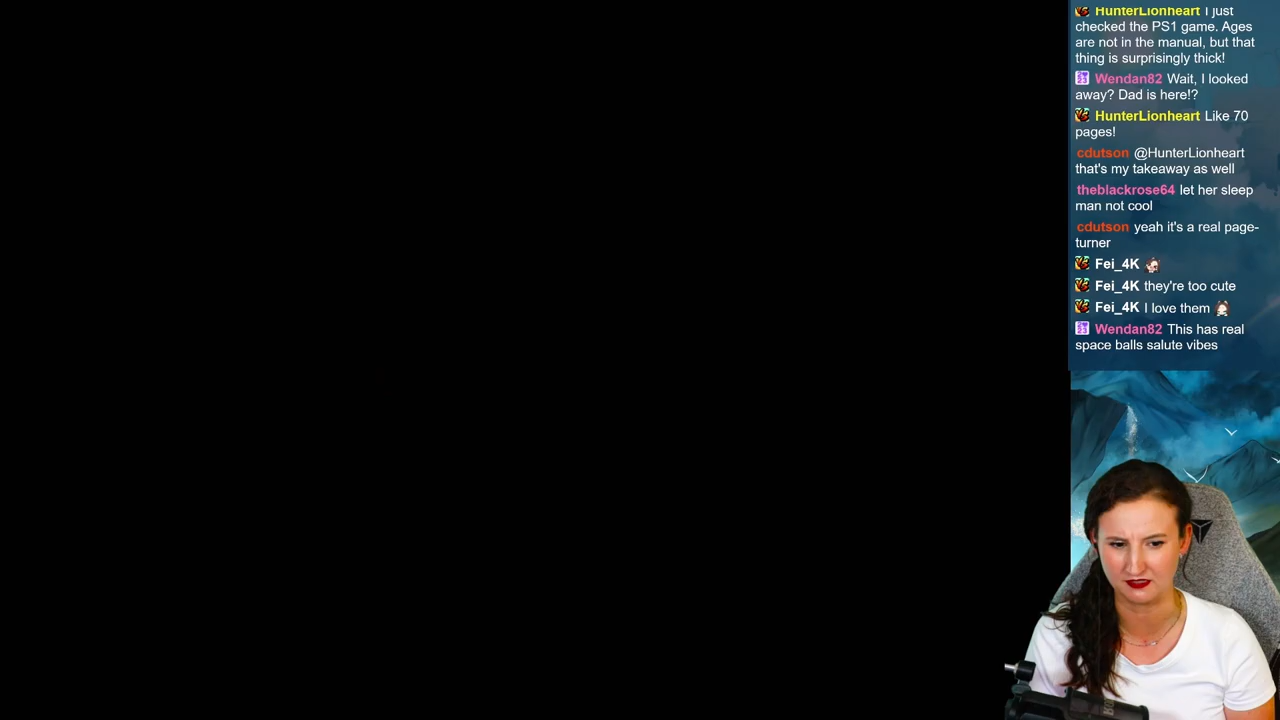 HunterLionheart I just
checked the PS1 game. Ages
are not in the manual, but that
thing is surprisingly thick!
Wendan82 Wait, I looked
away? Dad is here!?
HunterLionheart Like 70
pages!
cdutson @HunterLionheart
that's my takeaway as well
theblackrose64 let her sleep
man not cool
cdutson yeah it's a real page-
turner
Fei_4K
Fei_4K they're too cute
Fei_4K I love them
Wendan82 This has real
space balls salute vibes